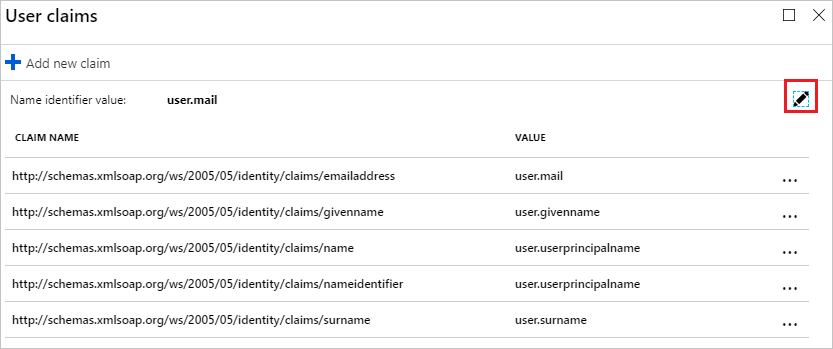 User claims
Add new claim
Name identifier value: user.mail
CLAIM NAME VALUE
http://schemas.xmlsoap.org/ws/2005/05/identity/claims/emailaddress user.mail ...
http://schemas.xmlsoap.org/ws/2005/05/identity/claims/givenname user.givenname ...
http://schemas.xmlsoap.org/ws/2005/05/identity/claims/name user.userprincipalname ...
http://schemas.xmlsoap.org/ws/2005/05/identity/claims/nameidentifier user.userprincipalname ...
http://schemas.xmlsoap.org/ws/2005/05/identity/claims/surname user.surname ...